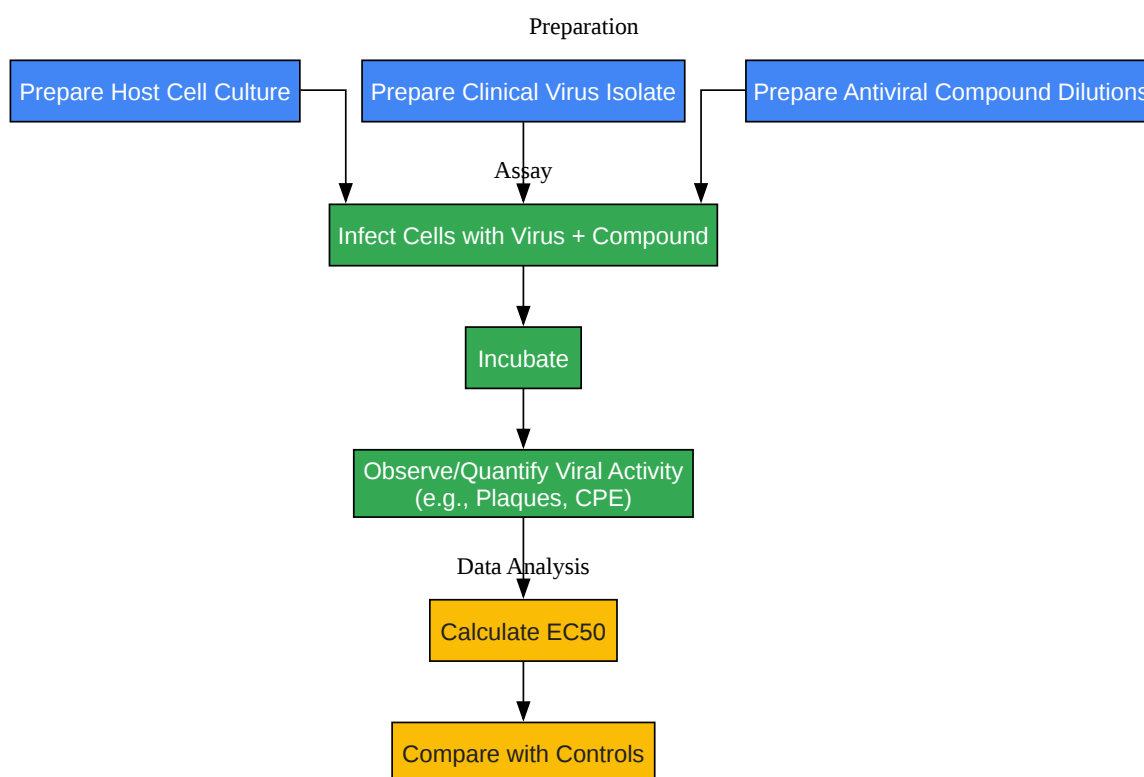 Preparation
Prepare Host Cell Culture
Prepare Clinical Virus Isolate
Prepare Antiviral Compound Dilutions
Assay
Infect Cells with Virus + Compound
Incubate
Observe/Quantify Viral Activity
(e.g., Plaques, CPE)
Data Analysis
Calculate EC50
Compare with Controls